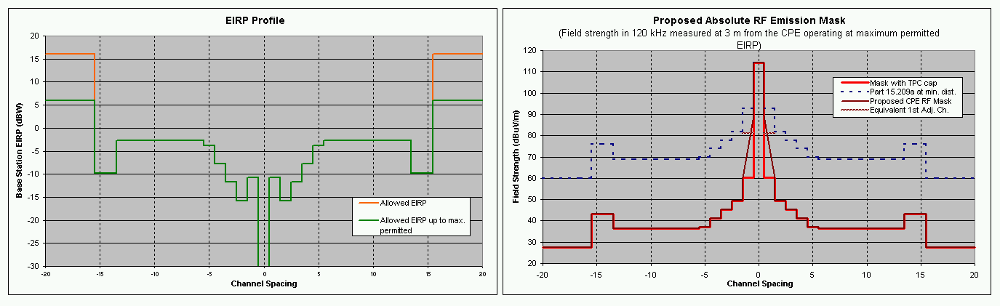 EIRP Profile
20
15
10
5
0
-5
-10
-15
-20
-25
-30
Base Station EIRP (dBW)
-20
-15
-10
-5
0
5
10
15
20
Channel Spacing
Allowed EIRP
Allowed EIRP up to max.
permitted
Proposed Absolute RF Emission Mask
(Field strength in 120 kHz measured at 3 m from the CPE operating at maximum permitted
EIRP)
120
110
100
90
80
70
60
50
40
30
20
Field Strength (dBuV/m)
-20
-15
-10
-5
0
5
10
15
20
Channel Spacing
Mask with TPC cap
Part 15.209a at min. dist.
Proposed CPE RF Mask
Equivalent 1st Adj. Ch.